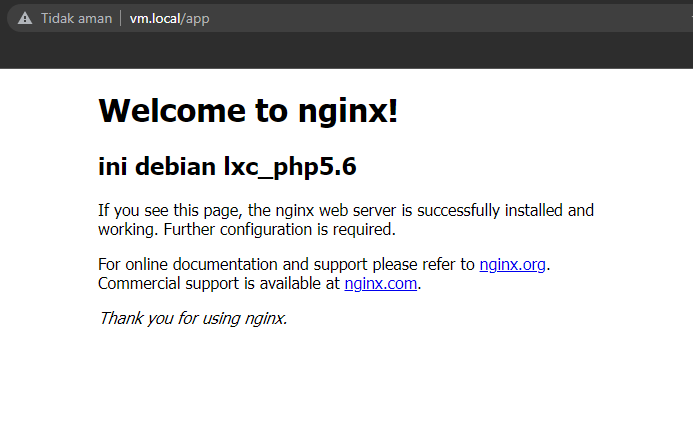 Tidak aman vm.local/app
Welcome to nginx!
ini debian lxc_php5.6
If you see this page, the nginx web server is successfully installed and
working. Further configuration is required.
For online documentation and support please refer to nginx.org.
Commercial support is available at nginx.com.
Thank you for using nginx.